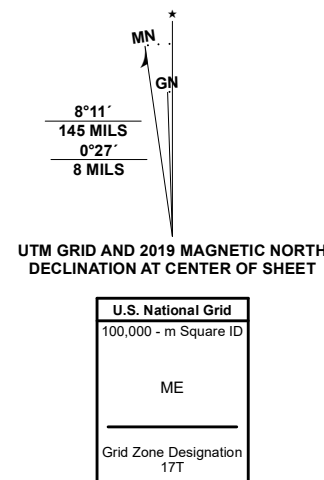 ★
MN
GN
8°11´
145 MILS
0°27´
8 MILS
UTM GRID AND 2019 MAGNETIC NORTH
DECLINATION AT CENTER OF SHEET
U.S. National Grid
100,000 - m Square ID
ME
Grid Zone Designation
17T